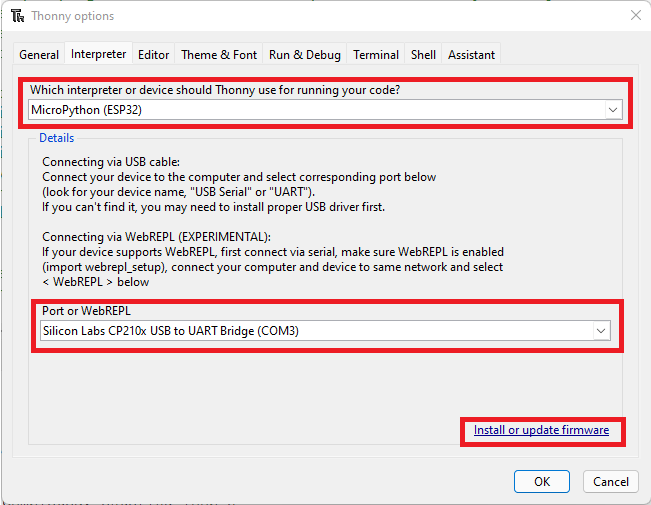 Thonny options
General Interpreter Editor Theme & Font Run & Debug Terminal Shell Assistant
Which interpreter or device should Thonny use for running your code?
MicroPython (ESP32)
Details
Connecting via USB cable:
Connect your device to the computer and select corresponding port below
(look for your device name, "USB Serial" or "UART").
If you can't find it, you may need to install proper USB driver first.
Connecting via WebREPL (EXPERIMENTAL):
If your device supports WebREPL, first connect via serial, make sure WebREPL is enabled
(import webrepl_setup), connect your computer and device to same network and select
< WebREPL > below
Port or WebREPL
Silicon Labs CP210x USB to UART Bridge (COM3)
Install or update firmware
OK Cancel